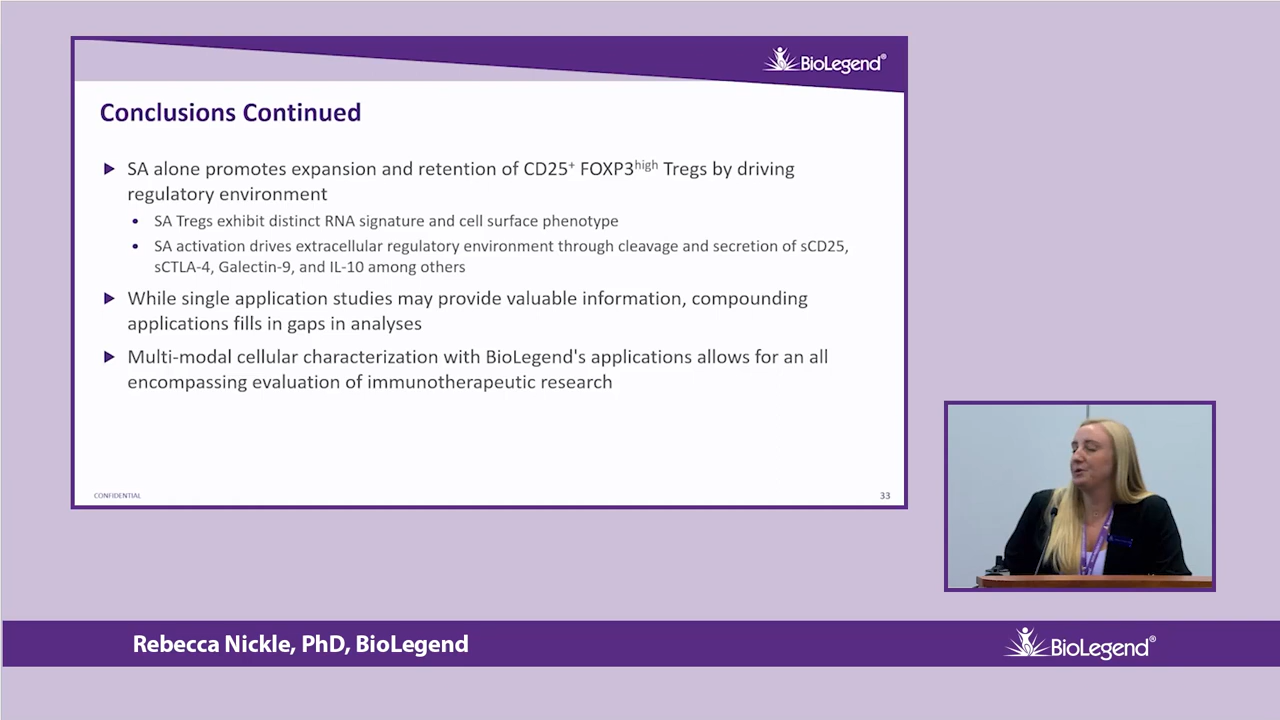 BioLegend®
Conclusions Continued
SA alone promotes expansion and retention of CD25⁺ FOXP3ʰⁱᵍʰ Tregs by driving
regulatory environment
SA Tregs exhibit distinct RNA signature and cell surface phenotype
SA activation drives extracellular regulatory environment through cleavage and secretion of sCD25,
sCTLA-4, Galectin-9, and IL-10 among others
While single application studies may provide valuable information, compounding
applications fills in gaps in analyses
Multi-modal cellular characterization with BioLegend's applications allows for an all
encompassing evaluation of immunotherapeutic research
CONFIDENTIAL
33
Rebecca Nickle, PhD, BioLegend
BioLegend®